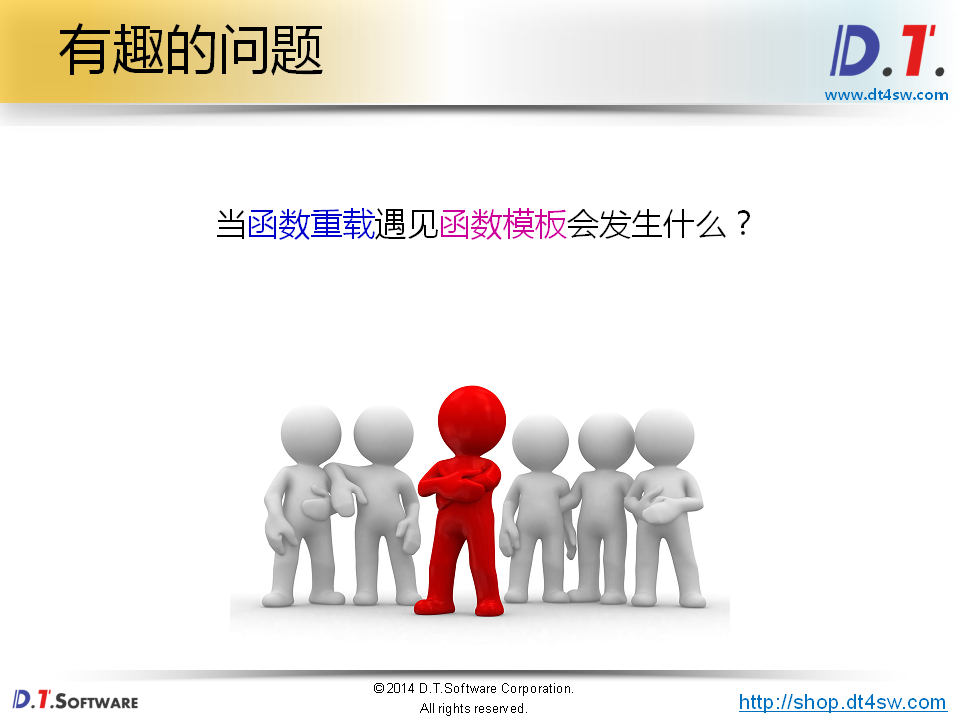 有趣的问题
D.T.
www.dt4sw.com
当函数重载遇见函数模板会发生什么？
D.T.SOFTWARE
©2014 D.T.Software Corporation.
All rights reserved.
http://shop.dt4sw.com